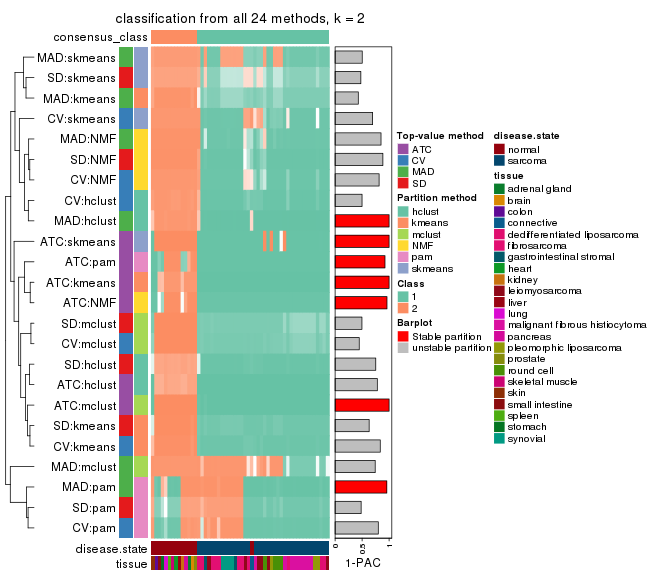 classification from all 24 methods, k = 2
consensus_class
MAD:skmeans
SD:skmeans
MAD:kmeans
CV:skmeans
MAD:NMF
SD:NMF
CV:NMF
CV:hclust
MAD:hclust
ATC:skmeans
ATC:pam
ATC:kmeans
ATC:NMF
SD:mclust
CV:mclust
SD:hclust
ATC:hclust
ATC:mclust
SD:kmeans
CV:kmeans
MAD:mclust
MAD:pam
SD:pam
CV:pam
disease.state
tissue
0
0.5
1
1-PAC
Top-value method
ATC
CV
MAD
SD
Partition method
hclust
kmeans
mclust
NMF
pam
skmeans
Class
1
2
Barplot
Stable partition
unstable partition
disease.state
normal
sarcoma
tissue
adrenal gland
brain
colon
connective
dedifferentiated liposarcoma
fibrosarcoma
gastrointestinal stromal
heart
kidney
leiomyosarcoma
liver
lung
malignant fibrous histiocytoma
pancreas
pleomorphic liposarcoma
prostate
round cell
skeletal muscle
skin
small intestine
spleen
stomach
synovial